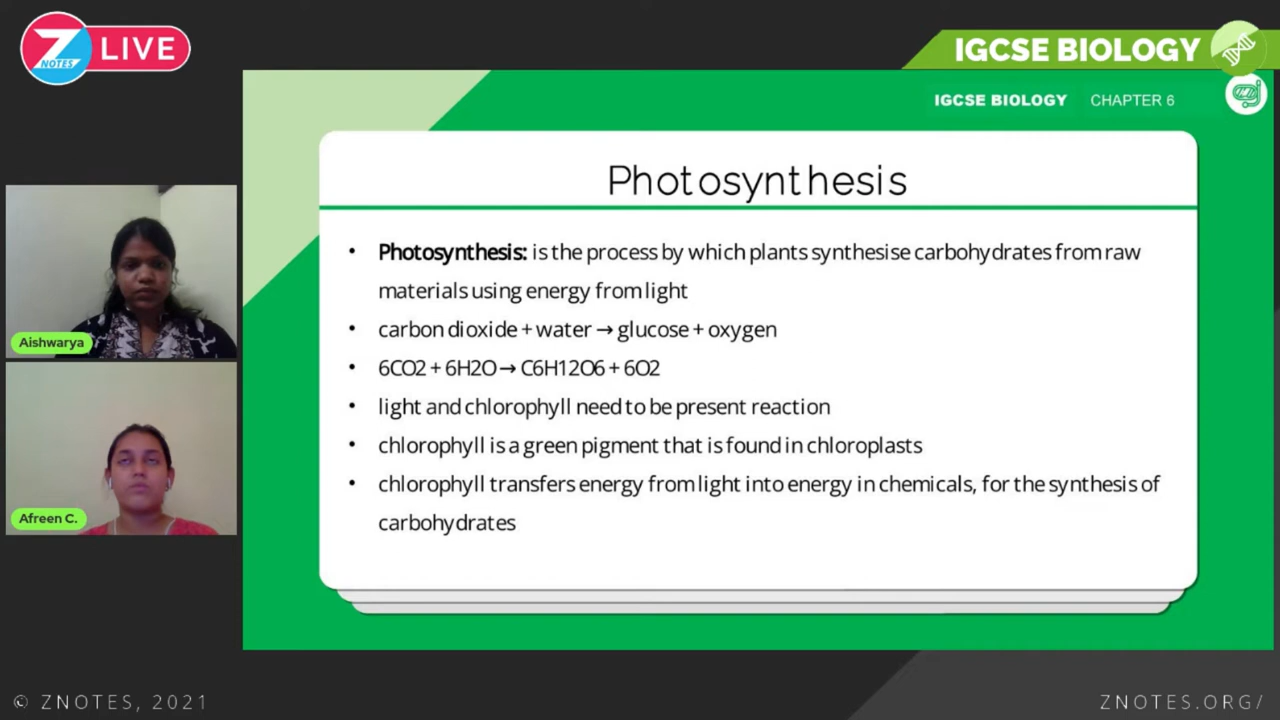 Z NOTES LIVE
IGCSE BIOLOGY
IGCSE BIOLOGY CHAPTER 6
Photosynthesis
• Photosynthesis: is the process by which plants synthesise carbohydrates from raw
materials using energy from light
• carbon dioxide + water → glucose + oxygen
• 6CO2 + 6H2O → C6H12O6 + 6O2
• light and chlorophyll need to be present reaction
• chlorophyll is a green pigment that is found in chloroplasts
• chlorophyll transfers energy from light into energy in chemicals, for the synthesis of
carbohydrates
Aishwarya
Afreen C.
© ZNOTES, 2021
ZNOTES.ORG/